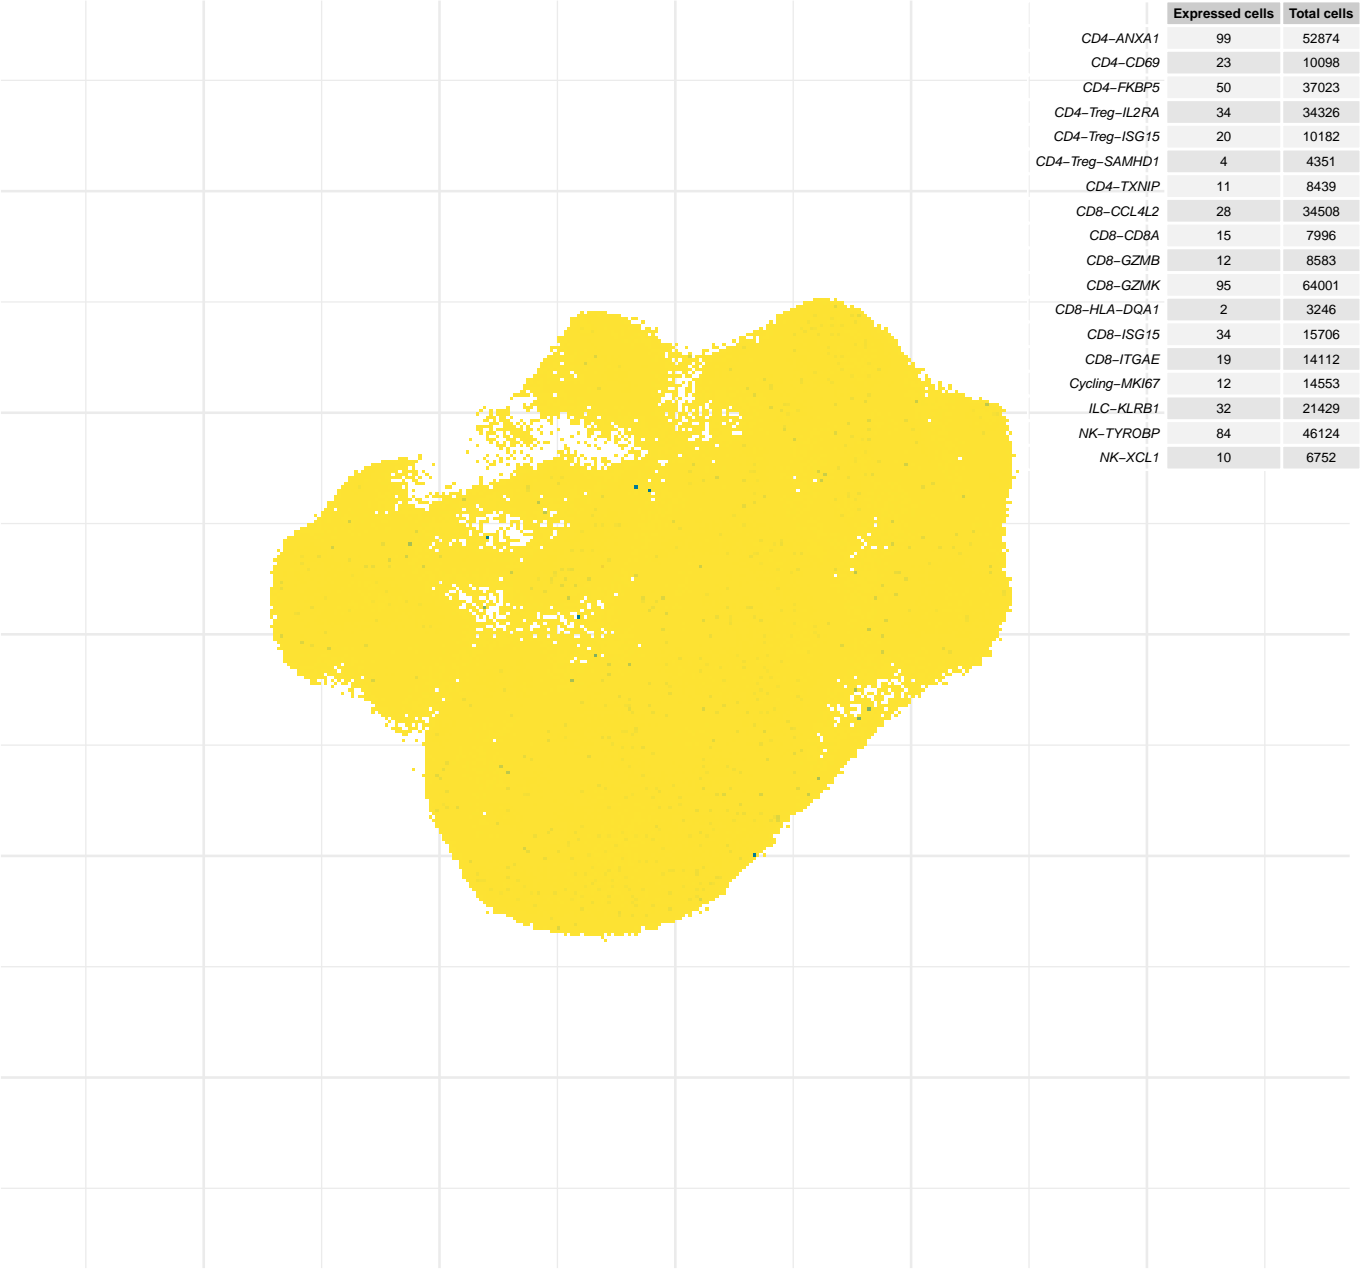 Expressed cells Total cells
CD4−ANXA1 99 52874
CD4−CD69 23 10098
CD4−FKBP5 50 37023
CD4−Treg−IL2RA 34 34326
CD4−Treg−ISG15 20 10182
CD4−Treg−SAMHD1 4 4351
CD4−TXNIP 11 8439
CD8−CCL4L2 28 34508
CD8−CD8A 15 7996
CD8−GZMB 12 8583
CD8−GZMK 95 64001
CD8−HLA−DQA1 2 3246
CD8−ISG15 34 15706
CD8−ITGAE 19 14112
Cycling−MKI67 12 14553
ILC−KLRB1 32 21429
NK−TYROBP 84 46124
NK−XCL1 10 6752